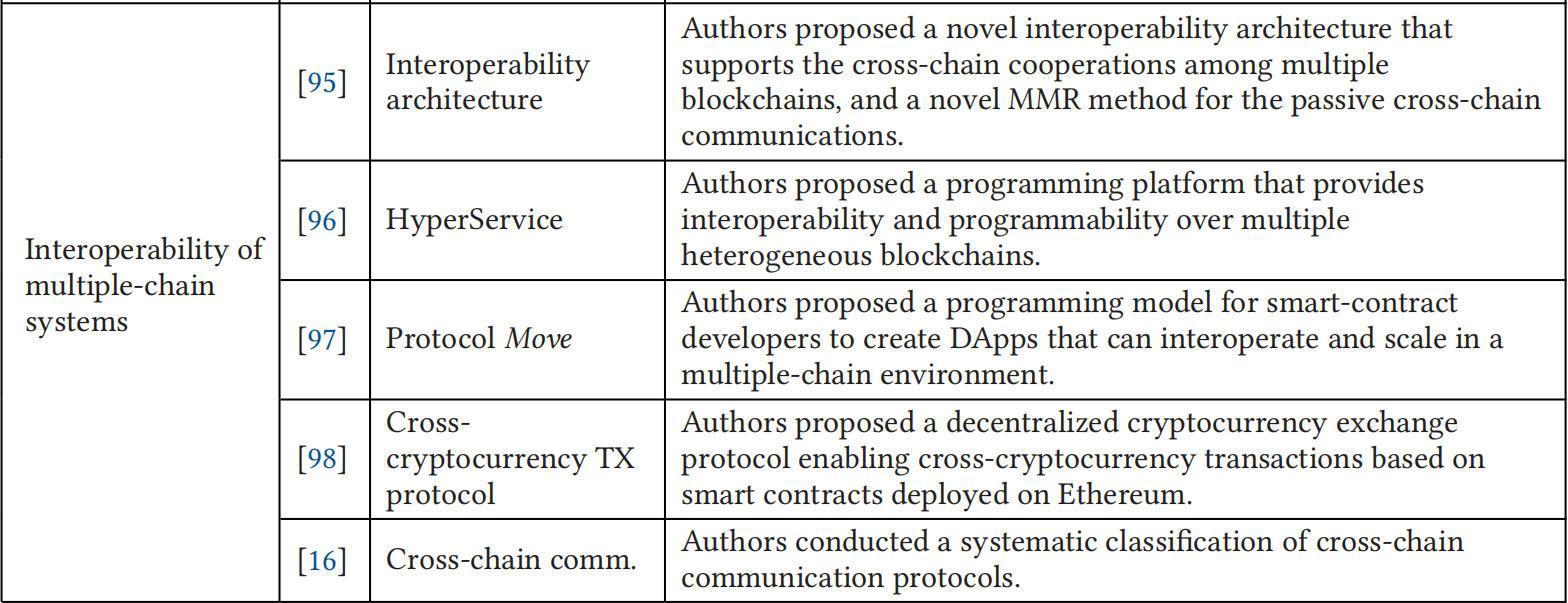 Interoperability of
multiple-chain
systems
[95]
Interoperability
architecture
Authors proposed a novel interoperability architecture that
supports the cross-chain cooperations among multiple
blockchains, and a novel MMR method for the passive cross-chain
communications.
[96]
HyperService
Authors proposed a programming platform that provides
interoperability and programmability over multiple
heterogeneous blockchains.
[97]
Protocol Move
Authors proposed a programming model for smart-contract
developers to create DApps that can interoperate and scale in a
multiple-chain environment.
[98]
Cross-
cryptocurrency TX
protocol
Authors proposed a decentralized cryptocurrency exchange
protocol enabling cross-cryptocurrency transactions based on
smart contracts deployed on Ethereum.
[16]
Cross-chain comm.
Authors conducted a systematic classification of cross-chain
communication protocols.